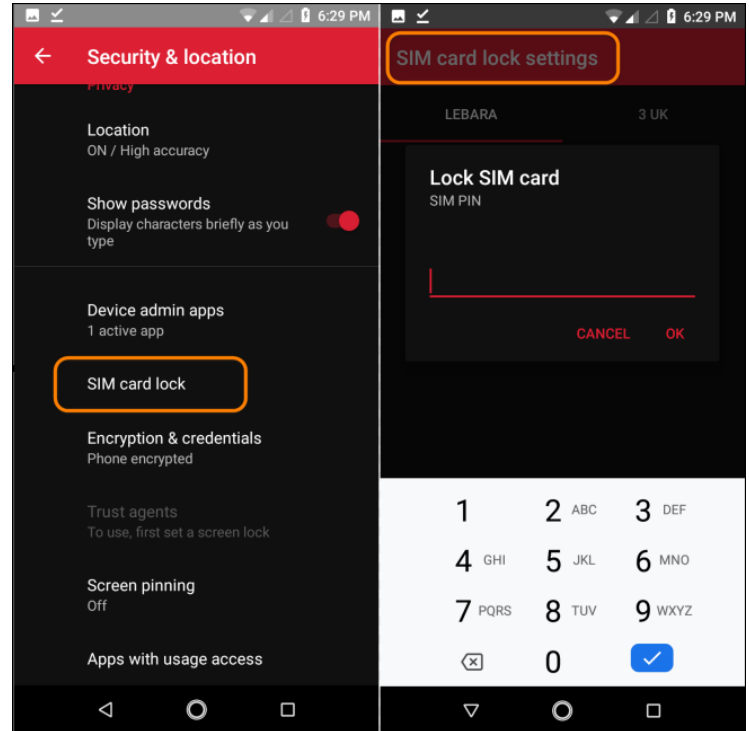 6:29 PM
Security & location
Privacy
Location
ON / High accuracy
Show passwords
Display characters briefly as you
type
Device admin apps
1 active app
SIM card lock
Encryption & credentials
Phone encrypted
Trust agents
To use, first set a screen lock
Screen pinning
Off
Apps with usage access
6:29 PM
SIM card lock settings
LEBARA 3 UK
Lock SIM card
SIM PIN
CANCEL OK
1 2 ABC 3 DEF
4 GHI 5 JKL 6 MNO
7 PQRS 8 TUV 9 WXYZ
0